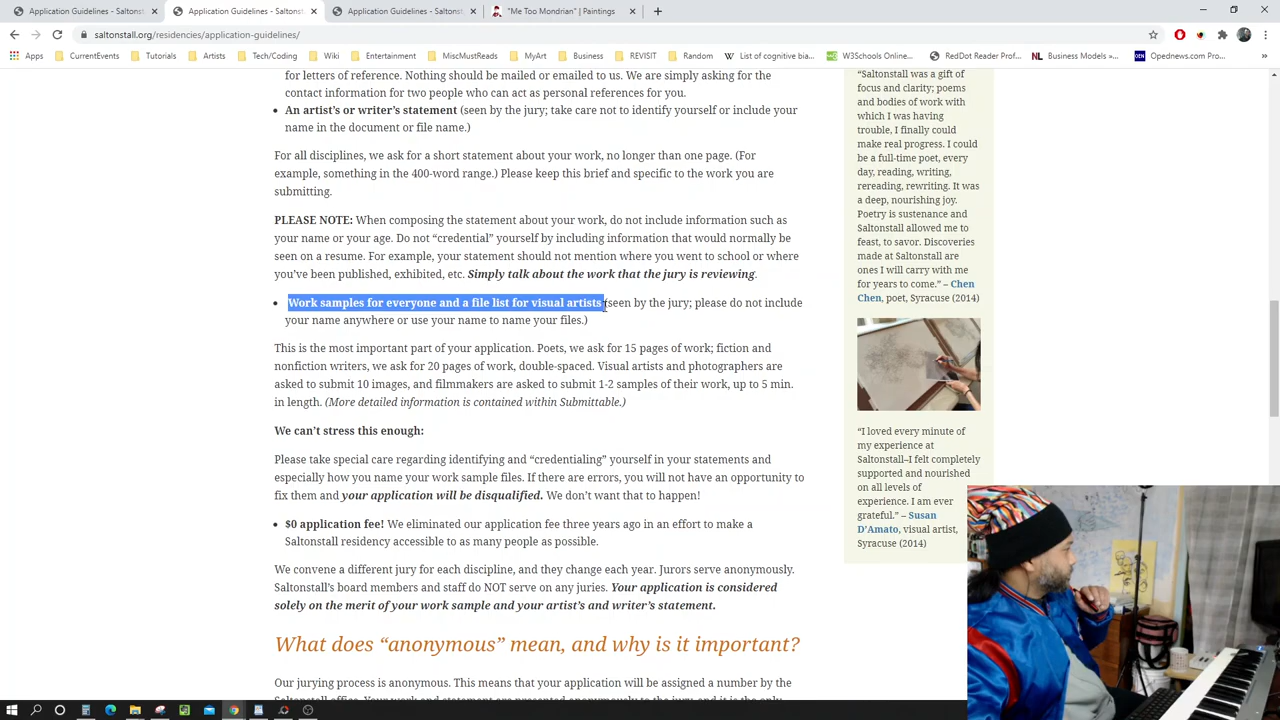 Application Guidelines - saltonst
Application Guidelines - Saltonst
Application Guidelines - Saltonst
"Me Too Mondrian" | Paintings
saltonstall.org/residencies/application-guidelines/
Apps
CurrentEvents
Tutorials
Artists
Tech/Coding
Wiki
Entertainment
MiscMustReads
MyArt
Business
REVISIT
Random
List of cognitive bia...
W3Schools Online...
RedDot Reader Prof...
Business Models »...
Opednews.com Pro...
for letters of reference. Nothing should be mailed or emailed to us. We are simply asking for the
contact information for two people who can act as personal references for you.
• An artist's or writer's statement (seen by the jury; take care not to identify yourself or include your
name in the document or file name.)
For all disciplines, we ask for a short statement about your work, no longer than one page. (For
example, something in the 400-word range.) Please keep this brief and specific to the work you are
submitting.
PLEASE NOTE: When composing the statement about your work, do not include information such as
your name or your age. Do not “credential” yourself by including information that would normally be
seen on a resume. For example, your statement should not mention where you went to school or where
you’ve been published, exhibited, etc. Simply talk about the work that the jury is reviewing.
• Work samples for everyone and a file list for visual artists (seen by the jury; please do not include
your name anywhere or use your name to name your files.)
This is the most important part of your application. Poets, we ask for 15 pages of work; fiction and
nonfiction writers, we ask for 20 pages of work, double-spaced. Visual artists and photographers are
asked to submit 10 images, and filmmakers are asked to submit 1-2 samples of their work, up to 5 min.
in length. (More detailed information is contained within Submittable.)
We can’t stress this enough:
Please take special care regarding identifying and “credentialing” yourself in your statements and
especially how you name your work sample files. If there are errors, you will not have an opportunity to
fix them and your application will be disqualified. We don’t want that to happen!
• $0 application fee! We eliminated our application fee three years ago in an effort to make a
Saltonstall residency accessible to as many people as possible.
We convene a different jury for each discipline, and they change each year. Jurors serve anonymously.
Saltonstall’s board members and staff do NOT serve on any juries. Your application is considered
solely on the merit of your work sample and your artist’s and writer’s statement.
What does “anonymous” mean, and why is it important?
Our jurying process is anonymous. This means that your application will be assigned a number by the
“Saltonstall was a gift of
focus and clarity; poems
and bodies of work with
which I was having
trouble, I finally could
make real progress. I could
be a full-time poet, every
day, reading, writing,
rereading, rewriting. It was
a deep, nourishing joy.
Poetry is sustenance and
Saltonstall allowed me to
feast, to savor. Discoveries
made at Saltonstall are
ones I will carry with me
for years to come.” – Chen
Chen, poet, Syracuse (2014)
“I loved every minute of
my experience at
Saltonstall–I felt completely
supported and nourished
on all levels of
experience. I am ever
grateful.” – Susan
D’Amato, visual artist,
Syracuse (2014)